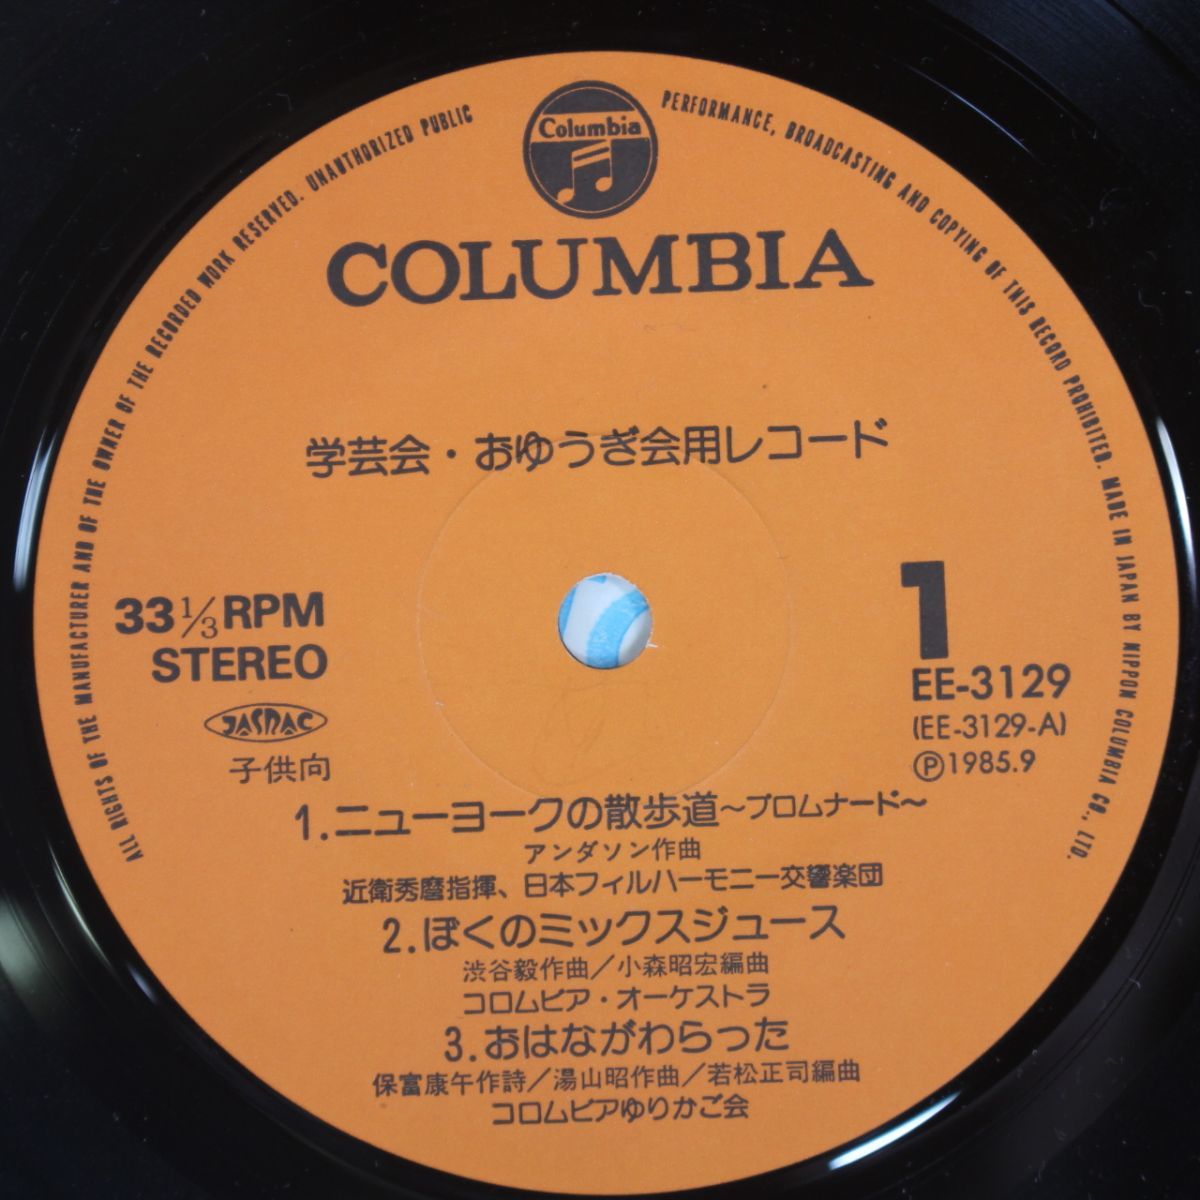 ALL RIGHTS OF THE MANUFACTURER AND OF THE OWNER OF THE RECORDED WORK RESERVED. UNAUTHORIZED PUBLIC PERFORMANCE, BROADCASTING AND COPYING OF THIS RECORD PROHIBITED. MADE IN JAPAN BY NIPPON COLUMBIA CO., LTD.
Columbia
COLUMBIA
学芸会・おゆうぎ会用レコード
33 1/3 RPM
STEREO
JASRAC
子供向
1
EE-3129
(EE-3129-A)
Ⓟ1985.9
1.ニューヨークの散歩道〜プロムナード〜
アンダソン作曲
近衛秀麿指揮、日本フィルハーモニー交響楽団
2.ぼくのミックスジュース
渋谷毅作曲/小森昭宏編曲
コロムビア・オーケストラ
3.おはながわらった
保富康午作詩/湯山昭作曲/若松正司編曲
コロムビアゆりかご会